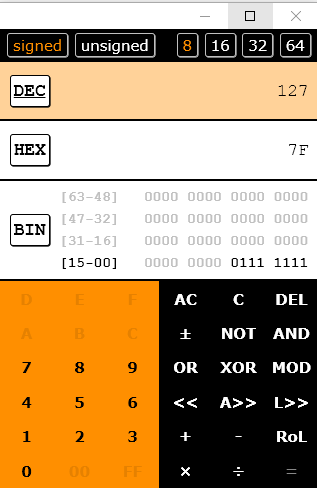 signed unsigned 8 16 32 64
DEC 127
HEX 7F
[63-48] 0000 0000 0000 0000
[47-32] 0000 0000 0000 0000
[31-16] 0000 0000 0000 0000
BIN
[15-00] 0000 0000 0111 1111
D E F AC C DEL
A B C ± NOT AND
7 8 9 OR XOR MOD
4 5 6 << A>> L>>
1 2 3 + - RoL
0 00 FF × ÷ =